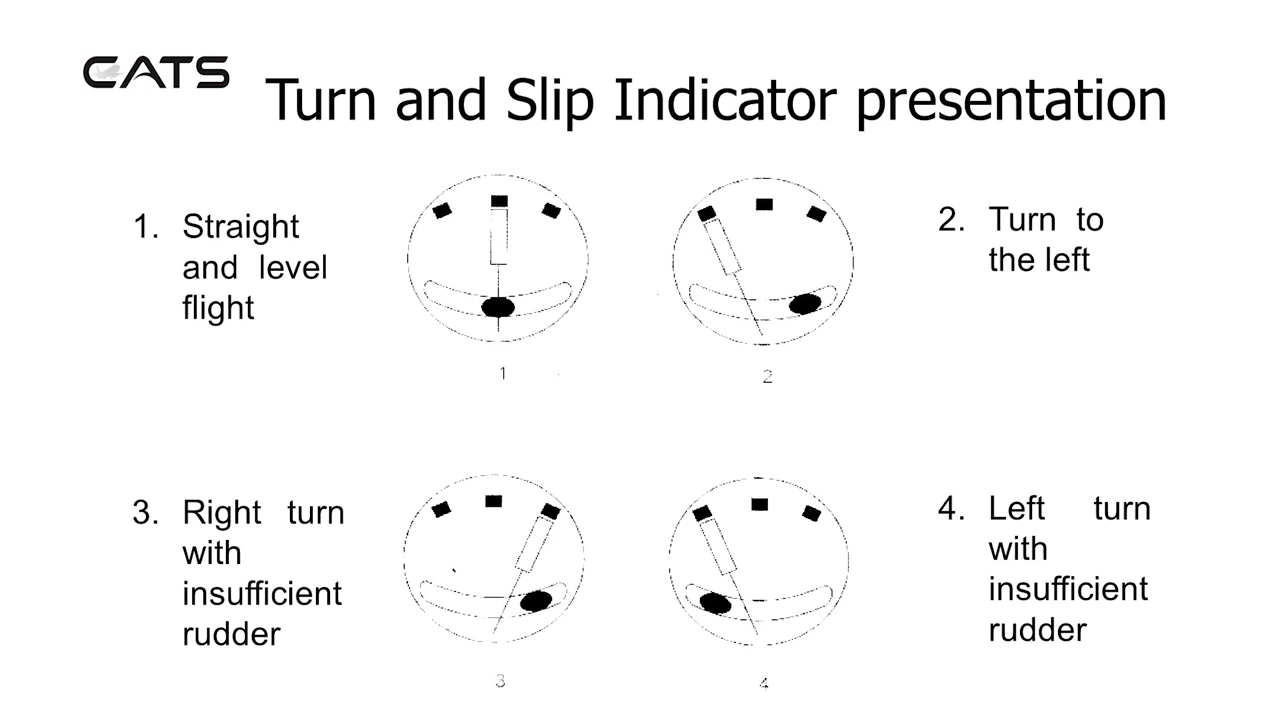 CATS
Turn and Slip Indicator presentation
1. Straight
and level
flight
2. Turn to
the left
1
2
3. Right turn
with
insufficient
rudder
4. Left turn
with
insufficient
rudder
3
4